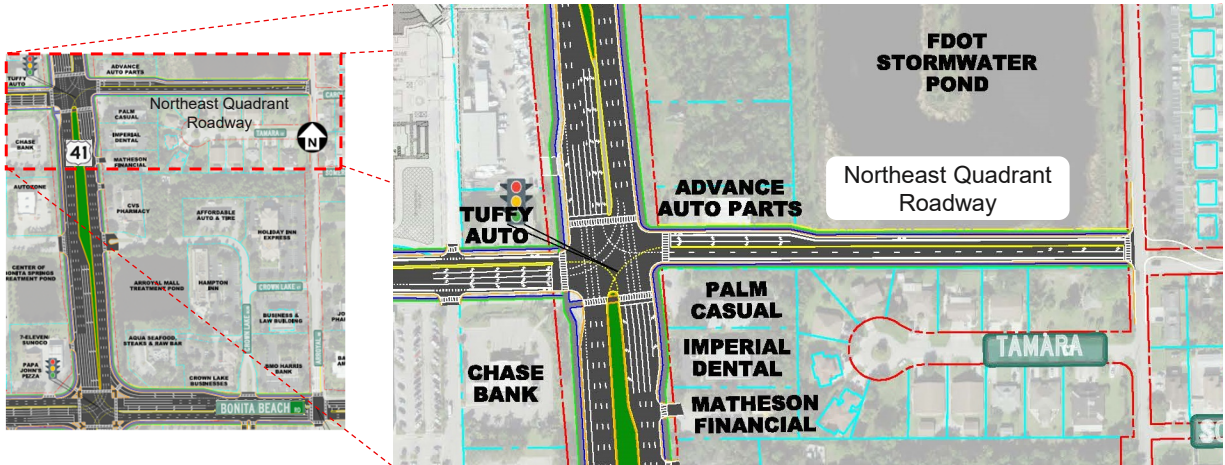 TUFFY
AUTO
ADVANCE
AUTO PARTS
Northeast Quadrant
Roadway
PALM
CASUAL
IMPERIAL
DENTAL
TAMARA
N
CHASE
BANK
MATHESON
FINANCIAL
41
AUTOZONE
CVS
PHARMACY
AFFORDABLE
AUTO & TIRE
HOLIDAY INN
EXPRESS
CENTER OF
BONITA SPRINGS
TREATMENT POND
ARROYAL MALL
TREATMENT POND
HAMPTON
INN
CROWN LAKE
BUSINESS &
LAW BUILDING
7-ELEVEN
SUNOCO
AQUA SEAFOOD,
STEAKS & RAW BAR
PAPA
JOHN'S
PIZZA
CROWN LAKE
BUSINESSES
BMO HARRIS
BANK
BONITA BEACH RD
FDOT
STORMWATER
POND
Northeast Quadrant
Roadway
ADVANCE
AUTO PARTS
TUFFY
AUTO
PALM
CASUAL
IMPERIAL
DENTAL
TAMARA
CHASE
BANK
MATHESON
FINANCIAL